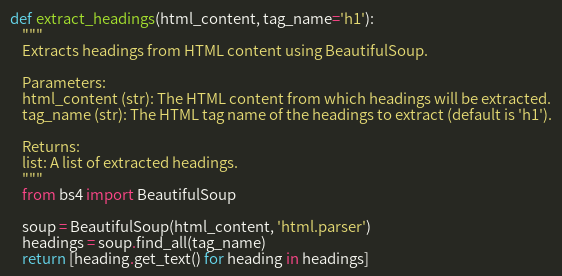 def extract_headings(html_content, tag_name='h1'):
    """
    Extracts headings from HTML content using BeautifulSoup.

    Parameters:
    html_content (str): The HTML content from which headings will be extracted.
    tag_name (str): The HTML tag name of the headings to extract (default is 'h1').

    Returns:
    list: A list of extracted headings.
    """
    from bs4 import BeautifulSoup

    soup = BeautifulSoup(html_content, 'html.parser')
    headings = soup.find_all(tag_name)
    return [heading.get_text() for heading in headings]